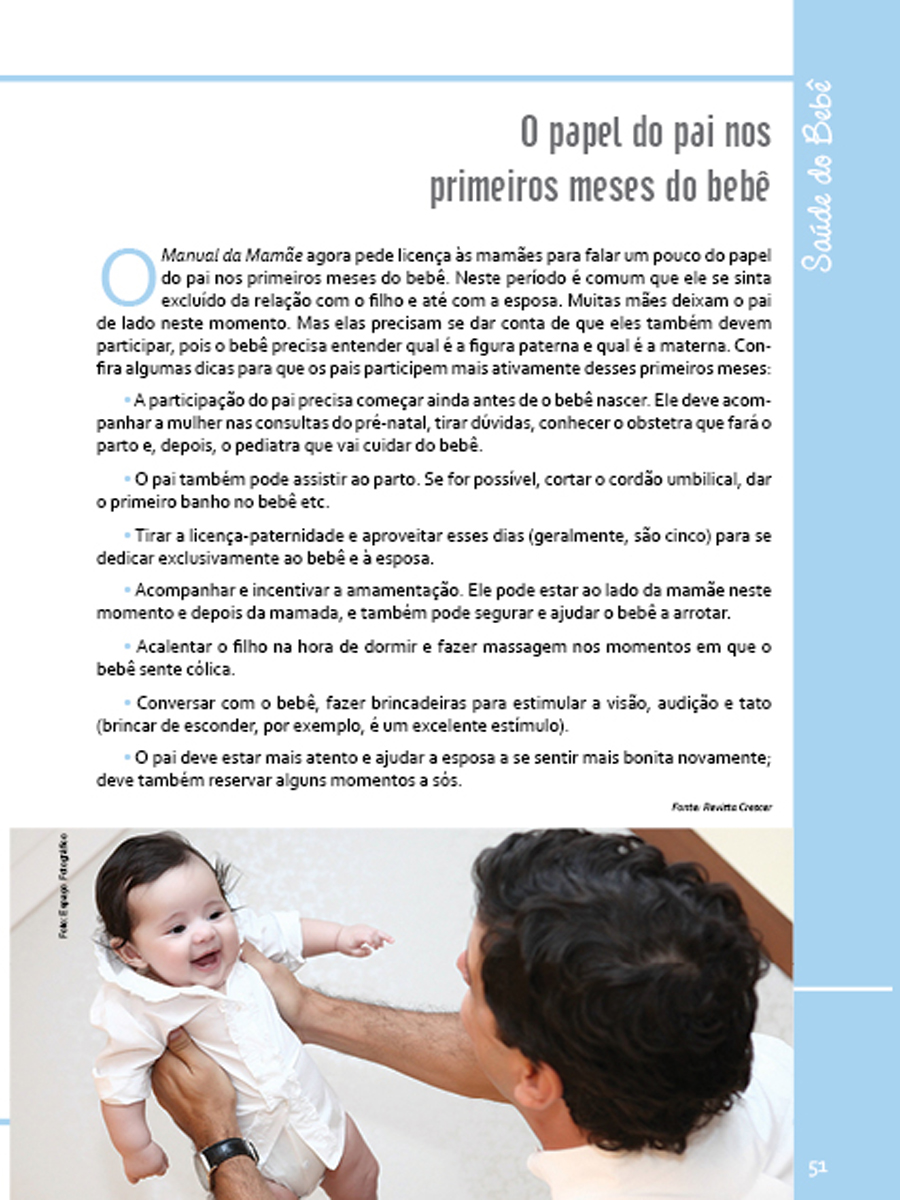 Saúde do Bebê
O papel do pai nos
primeiros meses do bebê
O Manual da Mamãe agora pede licença às mamães para falar um pouco do papel
do pai nos primeiros meses do bebê. Neste período é comum que ele se sinta
excluído da relação com o filho e até com a esposa. Muitas mães deixam o pai
de lado neste momento. Mas elas precisam se dar conta de que eles também devem
participar, pois o bebê precisa entender qual é a figura paterna e qual é a materna. Con-
fira algumas dicas para que os pais participem mais ativamente desses primeiros meses:
• A participação do pai precisa começar ainda antes de o bebê nascer. Ele deve acom-
panhar a mulher nas consultas do pré-natal, tirar dúvidas, conhecer o obstetra que fará o
parto e, depois, o pediatra que vai cuidar do bebê.
• O pai também pode assistir ao parto. Se for possível, cortar o cordão umbilical, dar
o primeiro banho no bebê etc.
• Tirar a licença-paternidade e aproveitar esses dias (geralmente, são cinco) para se
dedicar exclusivamente ao bebê e à esposa.
• Acompanhar e incentivar a amamentação. Ele pode estar ao lado da mamãe neste
momento e depois da mamada, e também pode segurar e ajudar o bebê a arrotar.
• Acalentar o filho na hora de dormir e fazer massagem nos momentos em que o
bebê sente cólica.
• Conversar com o bebê, fazer brincadeiras para estimular a visão, audição e tato
(brincar de esconder, por exemplo, é um excelente estímulo).
• O pai deve estar mais atento e ajudar a esposa a se sentir mais bonita novamente;
deve também reservar alguns momentos a sós.
Fonte: Revista Crescer
Foto: Espaço Fotográfico
51